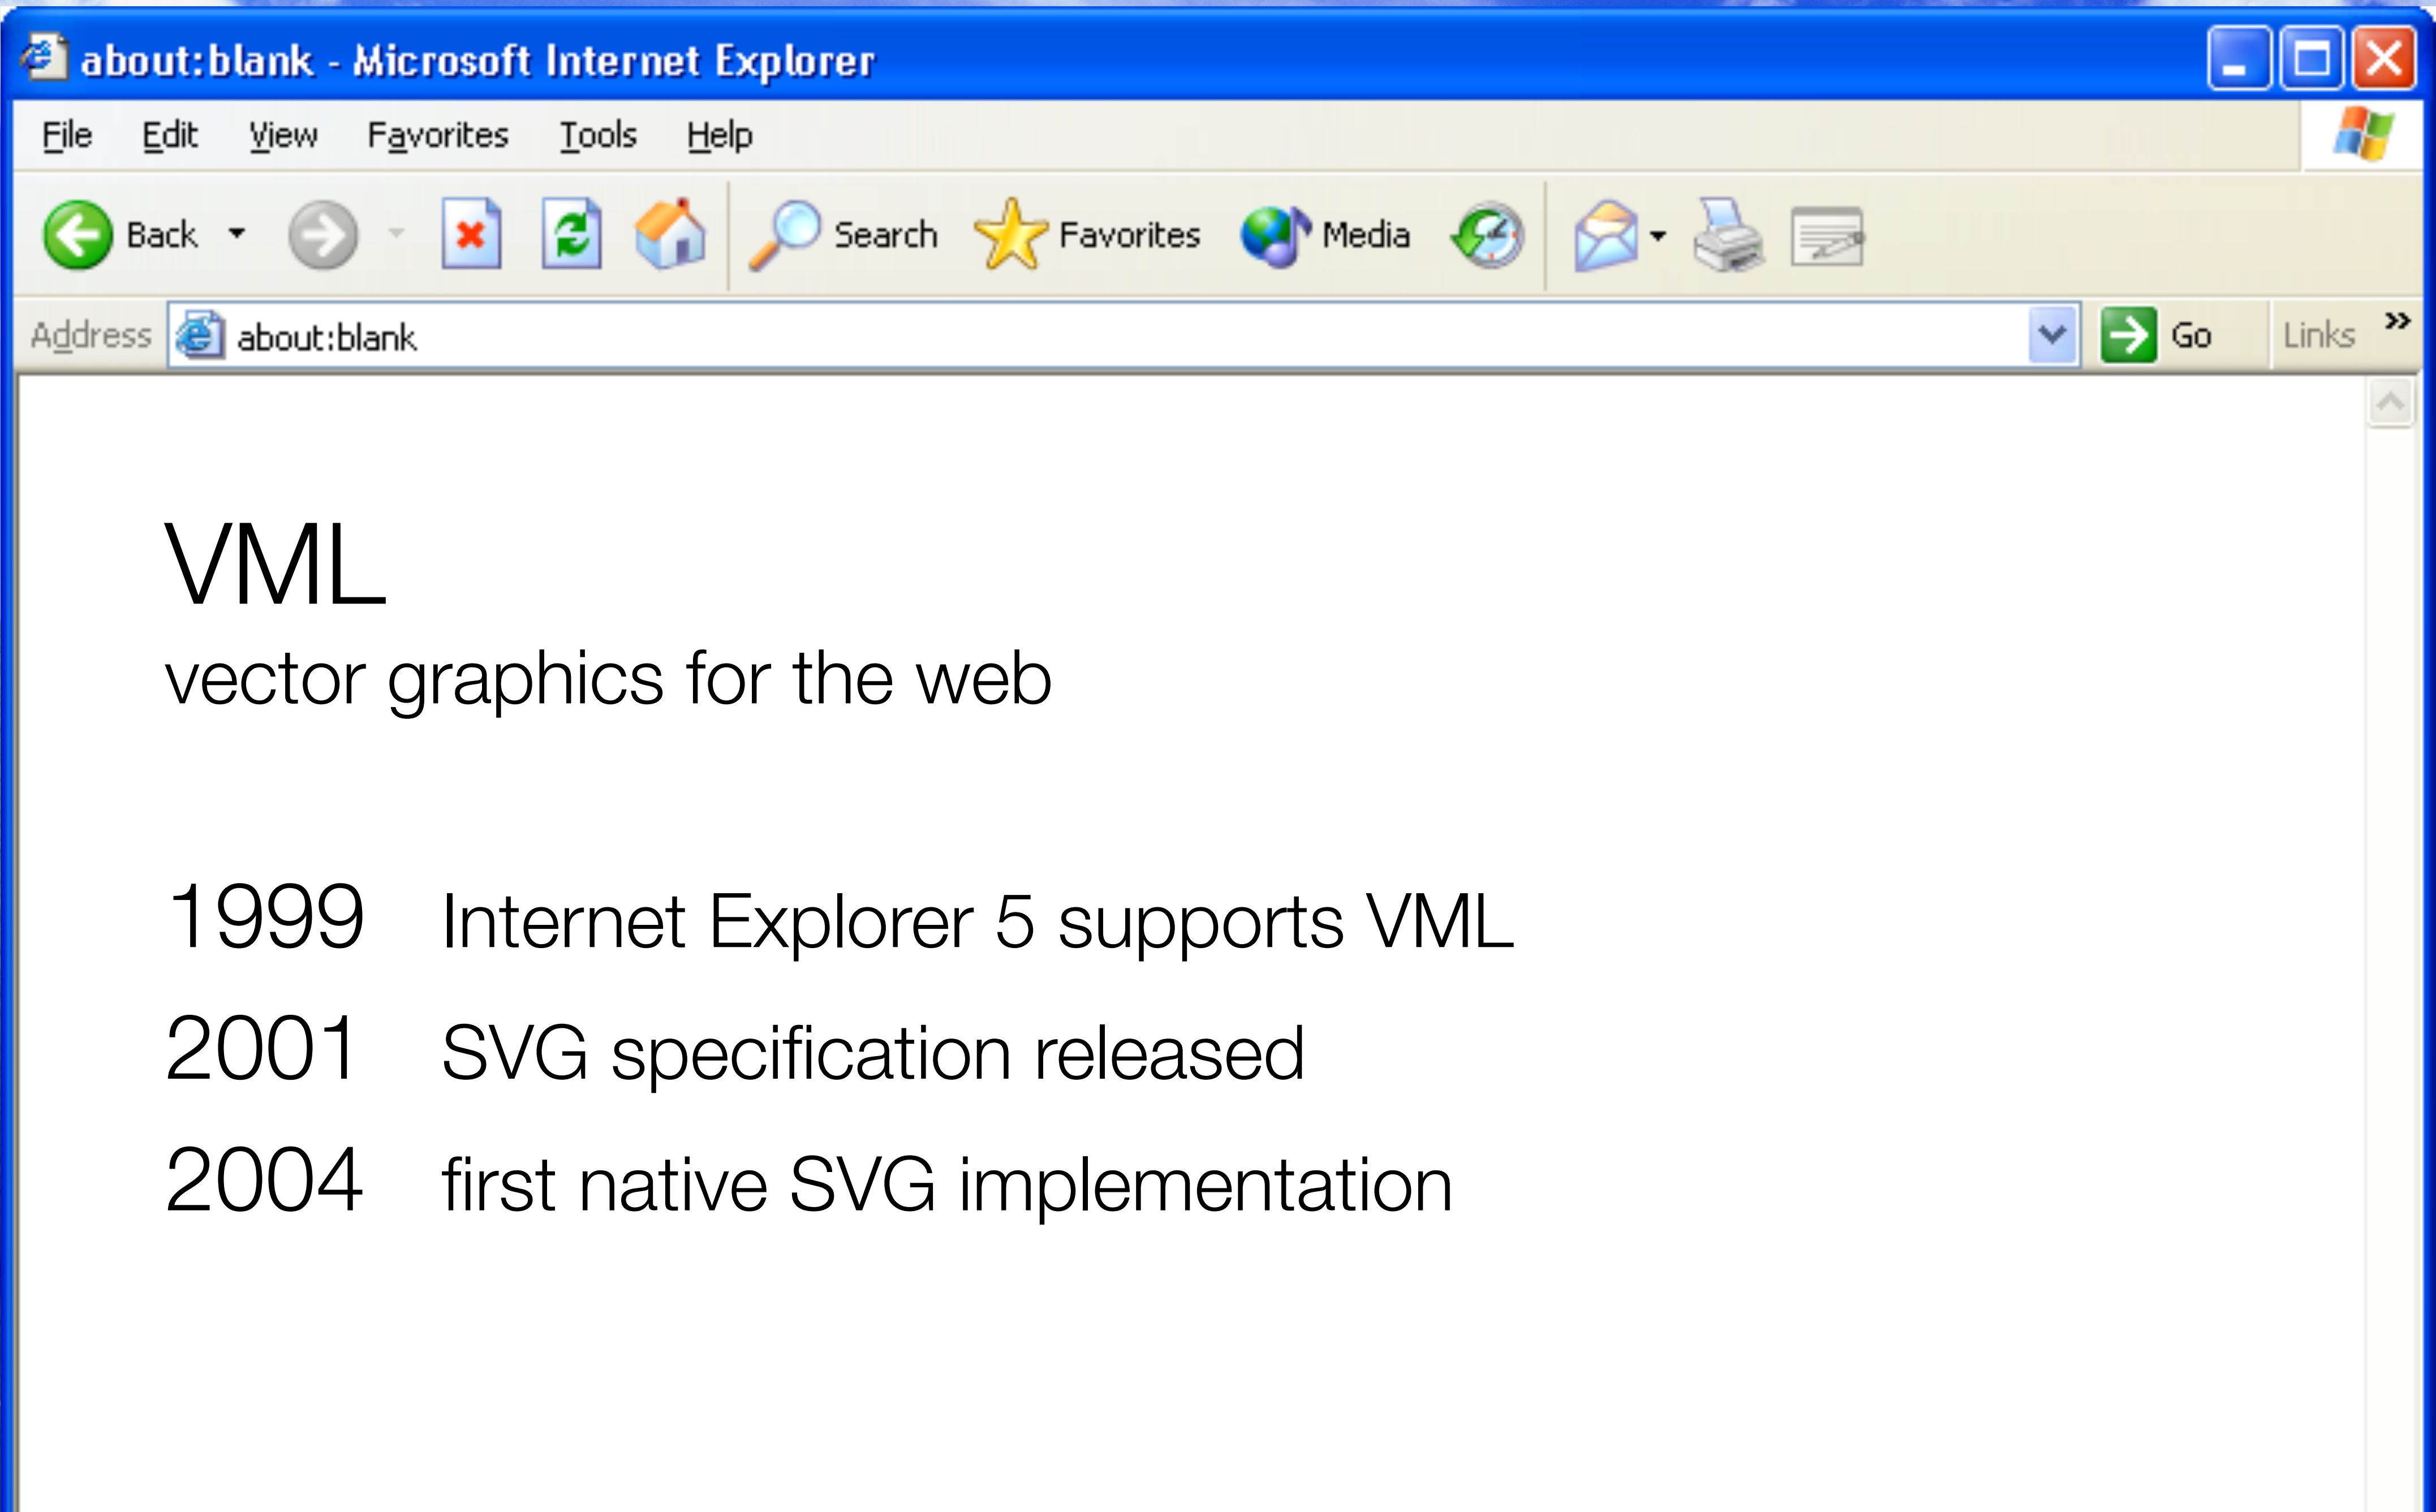 about:blank - Microsoft Internet Explorer
File Edit View Favorites Tools Help
Back Search Favorites Media
Address about:blank Go Links »
VML
vector graphics for the web
1999 Internet Explorer 5 supports VML
2001 SVG specification released
2004 first native SVG implementation